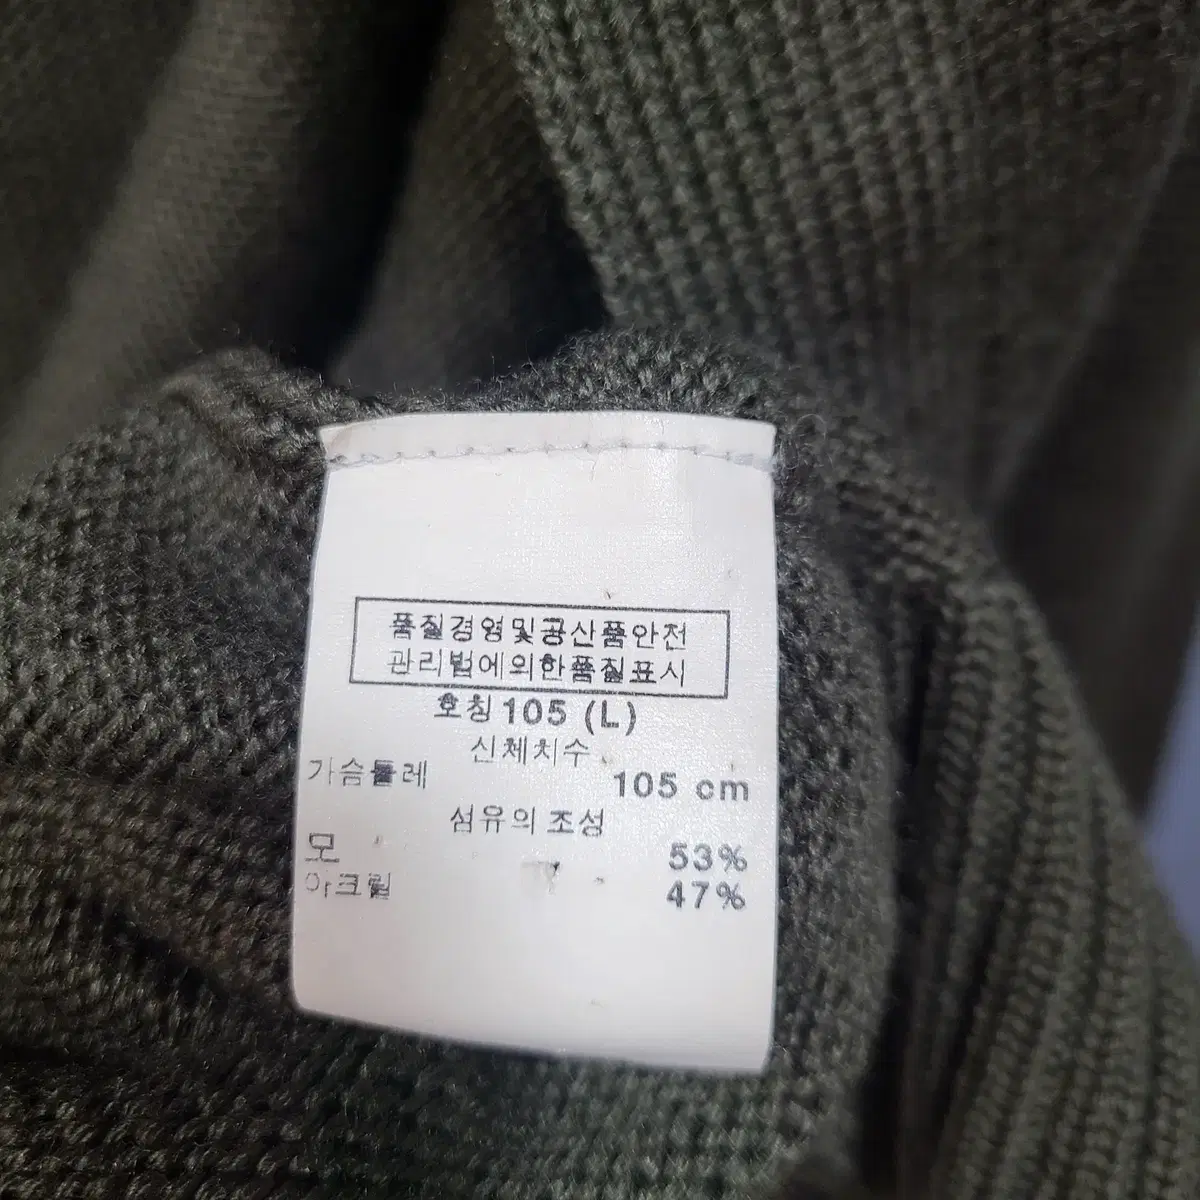 품질경영및공산품안전
관리법에의한품질표시
호칭 105 (L)
신체치수
가슴둘레 105 cm
섬유의 조성
모 53%
아크릴 47%